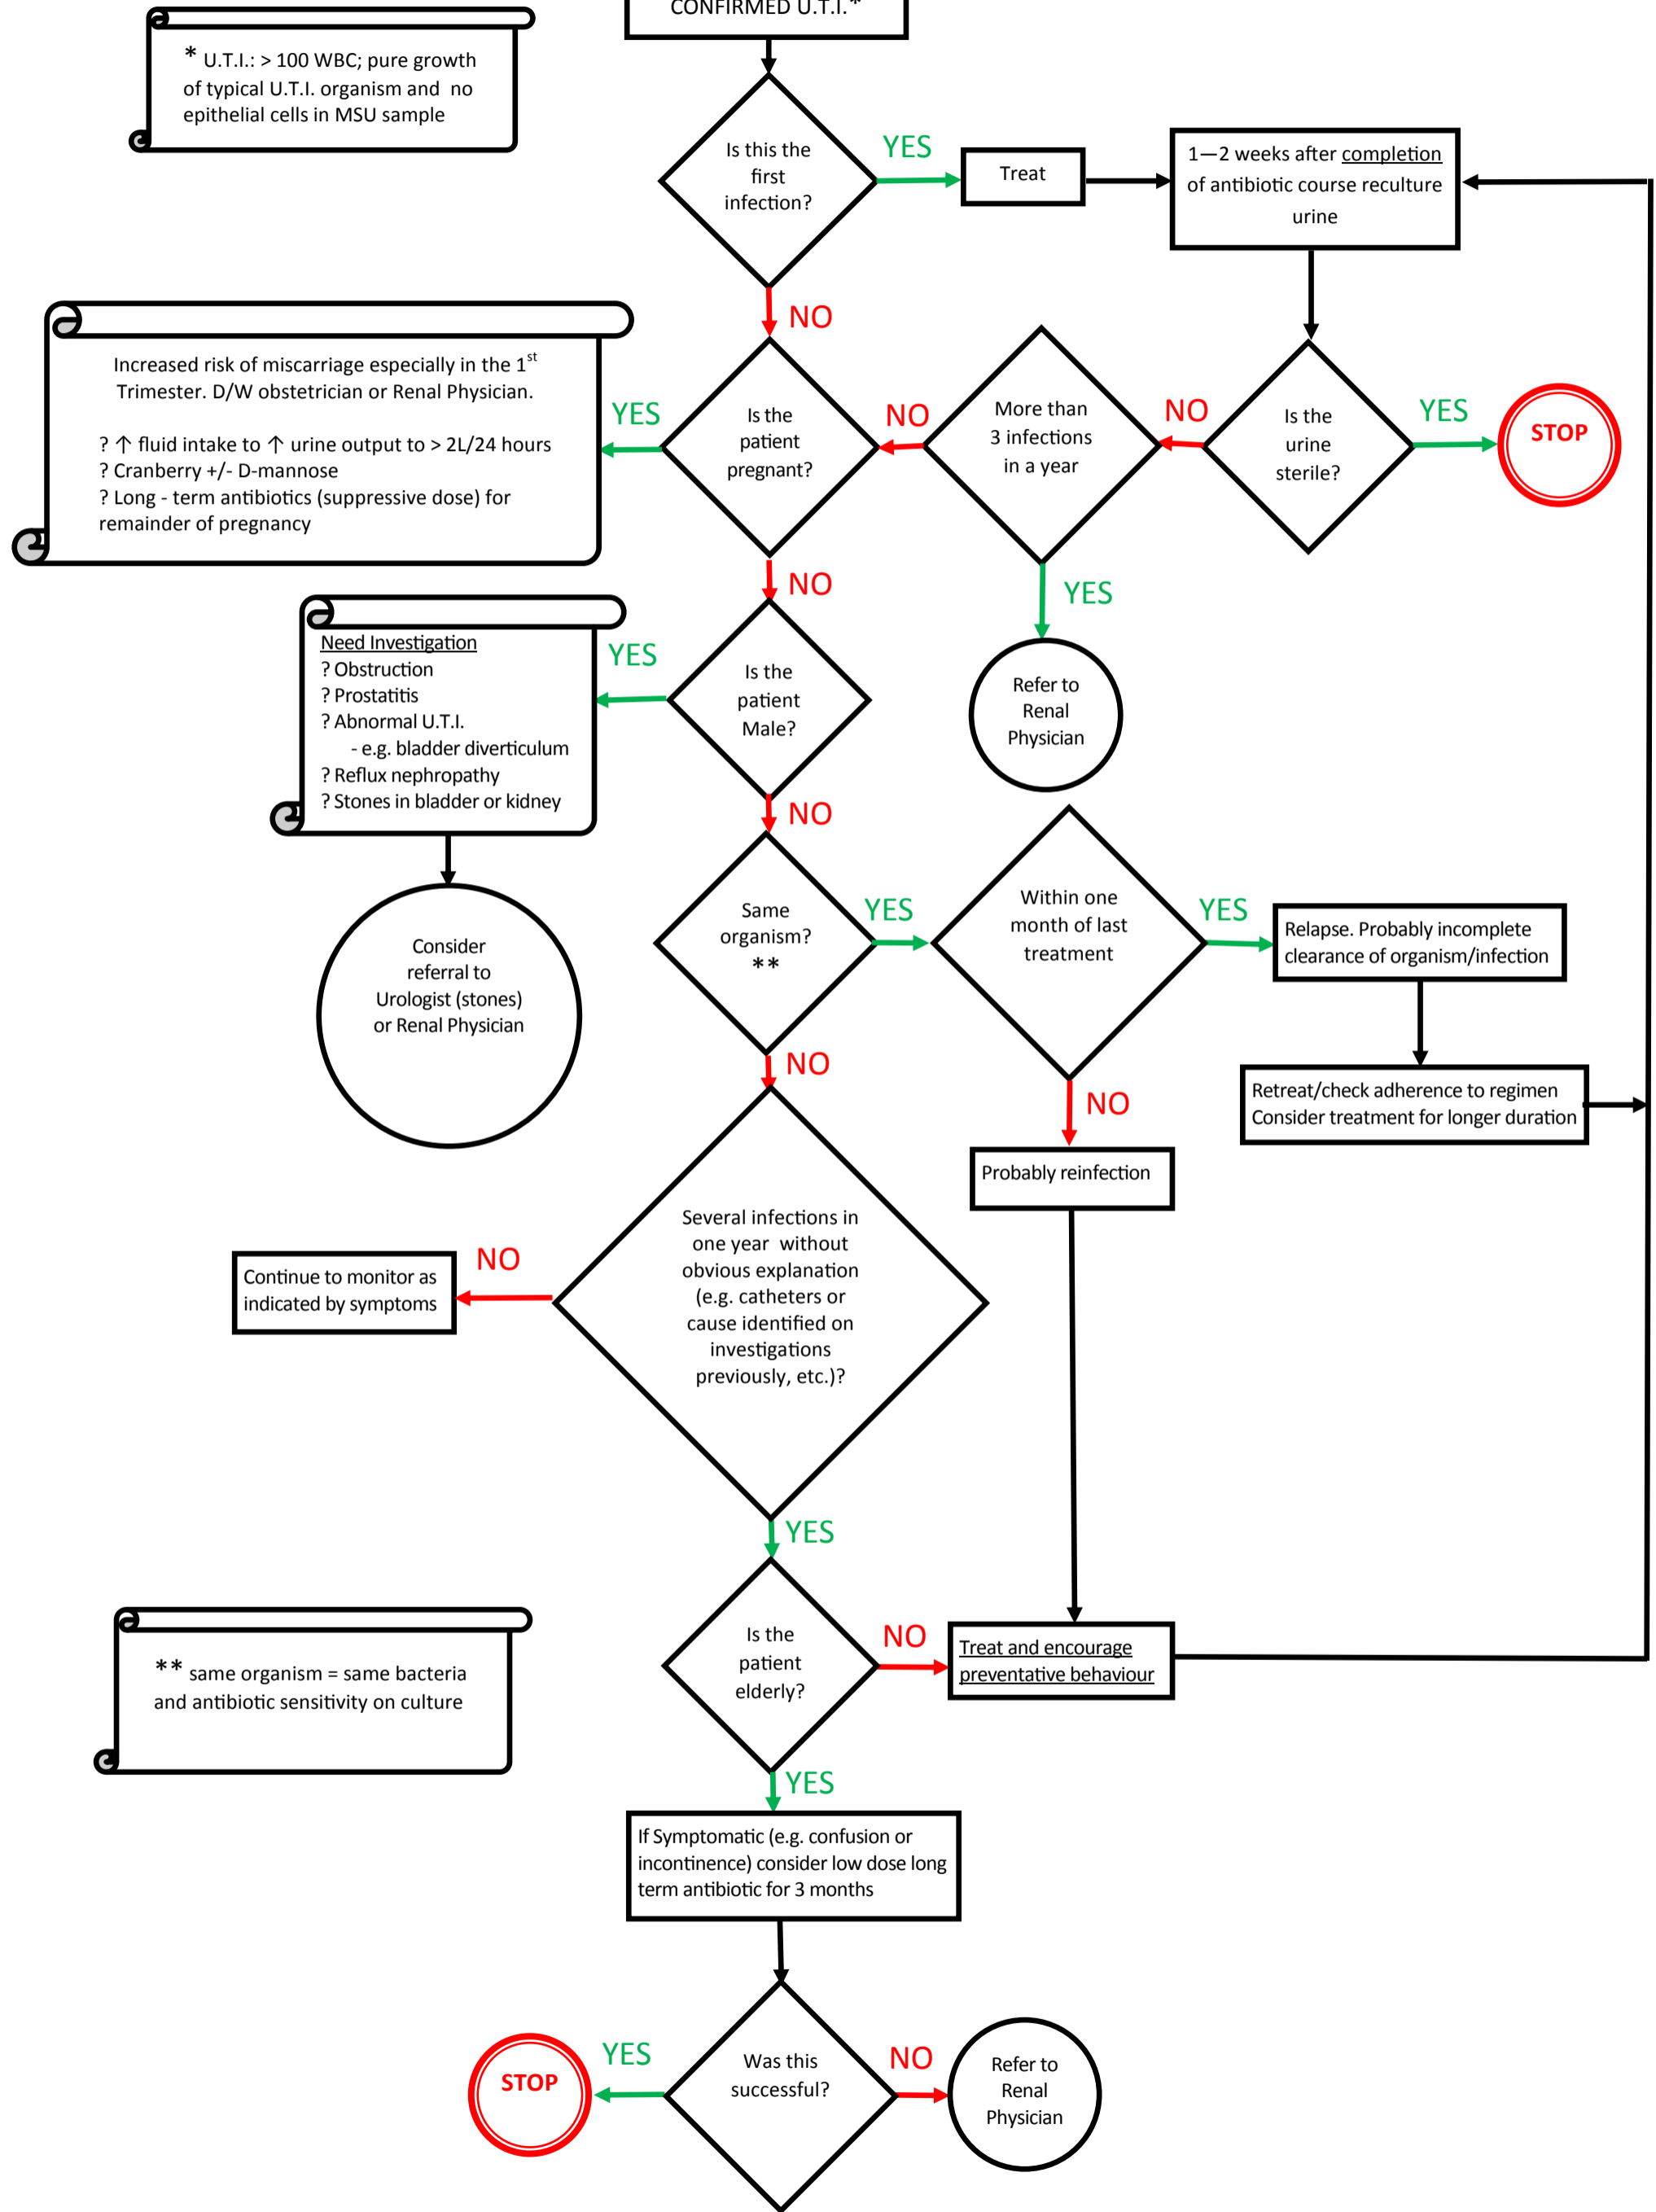 CONFIRMED U.T.I.*
* U.T.I.: > 100 WBC; pure growth
of typical U.T.I. organism and no
epithelial cells in MSU sample
Is this the
first
infection?
YES
Treat
1—2 weeks after completion
of antibiotic course reculture
urine
NO
Increased risk of miscarriage especially in the 1st
Trimester. D/W obstetrician or Renal Physician.
? ↑ fluid intake to ↑ urine output to > 2L/24 hours
? Cranberry +/- D-mannose
? Long - term antibiotics (suppressive dose) for
remainder of pregnancy
YES
Is the
patient
pregnant?
NO
More than
3 infections
in a year
NO
Is the
urine
sterile?
YES
STOP
NO
YES
Refer to
Renal
Physician
Need Investigation
? Obstruction
? Prostatitis
? Abnormal U.T.I.
- e.g. bladder diverticulum
? Reflux nephropathy
? Stones in bladder or kidney
YES
Is the
patient
Male?
NO
Consider
referral to
Urologist (stones)
or Renal Physician
Same
organism?
**
YES
Within one
month of last
treatment
YES
Relapse. Probably incomplete
clearance of organism/infection
Retreat/check adherence to regimen
Consider treatment for longer duration
NO
NO
Probably reinfection
Several infections in
one year without
obvious explanation
(e.g. catheters or
cause identified on
investigations
previously, etc.)?
NO
Continue to monitor as
indicated by symptoms
YES
** same organism = same bacteria
and antibiotic sensitivity on culture
Is the
patient
elderly?
NO
Treat and encourage
preventative behaviour
YES
If Symptomatic (e.g. confusion or
incontinence) consider low dose long
term antibiotic for 3 months
Was this
successful?
YES
STOP
NO
Refer to
Renal
Physician